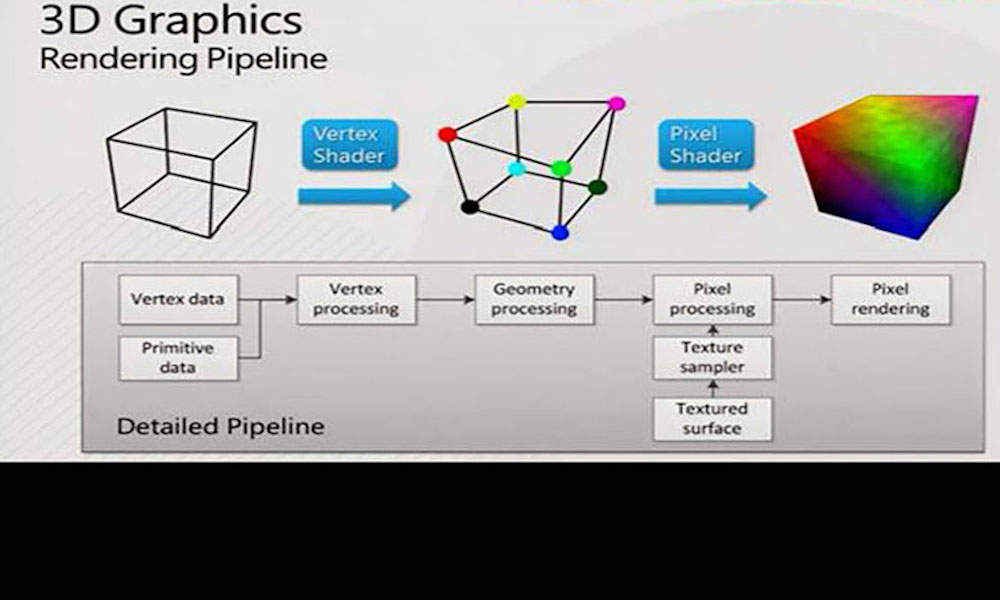 3D Graphics
Rendering Pipeline
Vertex
Shader
Pixel
Shader
Vertex data
Primitive
data
Vertex
processing
Geometry
processing
Pixel
processing
Pixel
rendering
Texture
sampler
Textured
surface
Detailed Pipeline